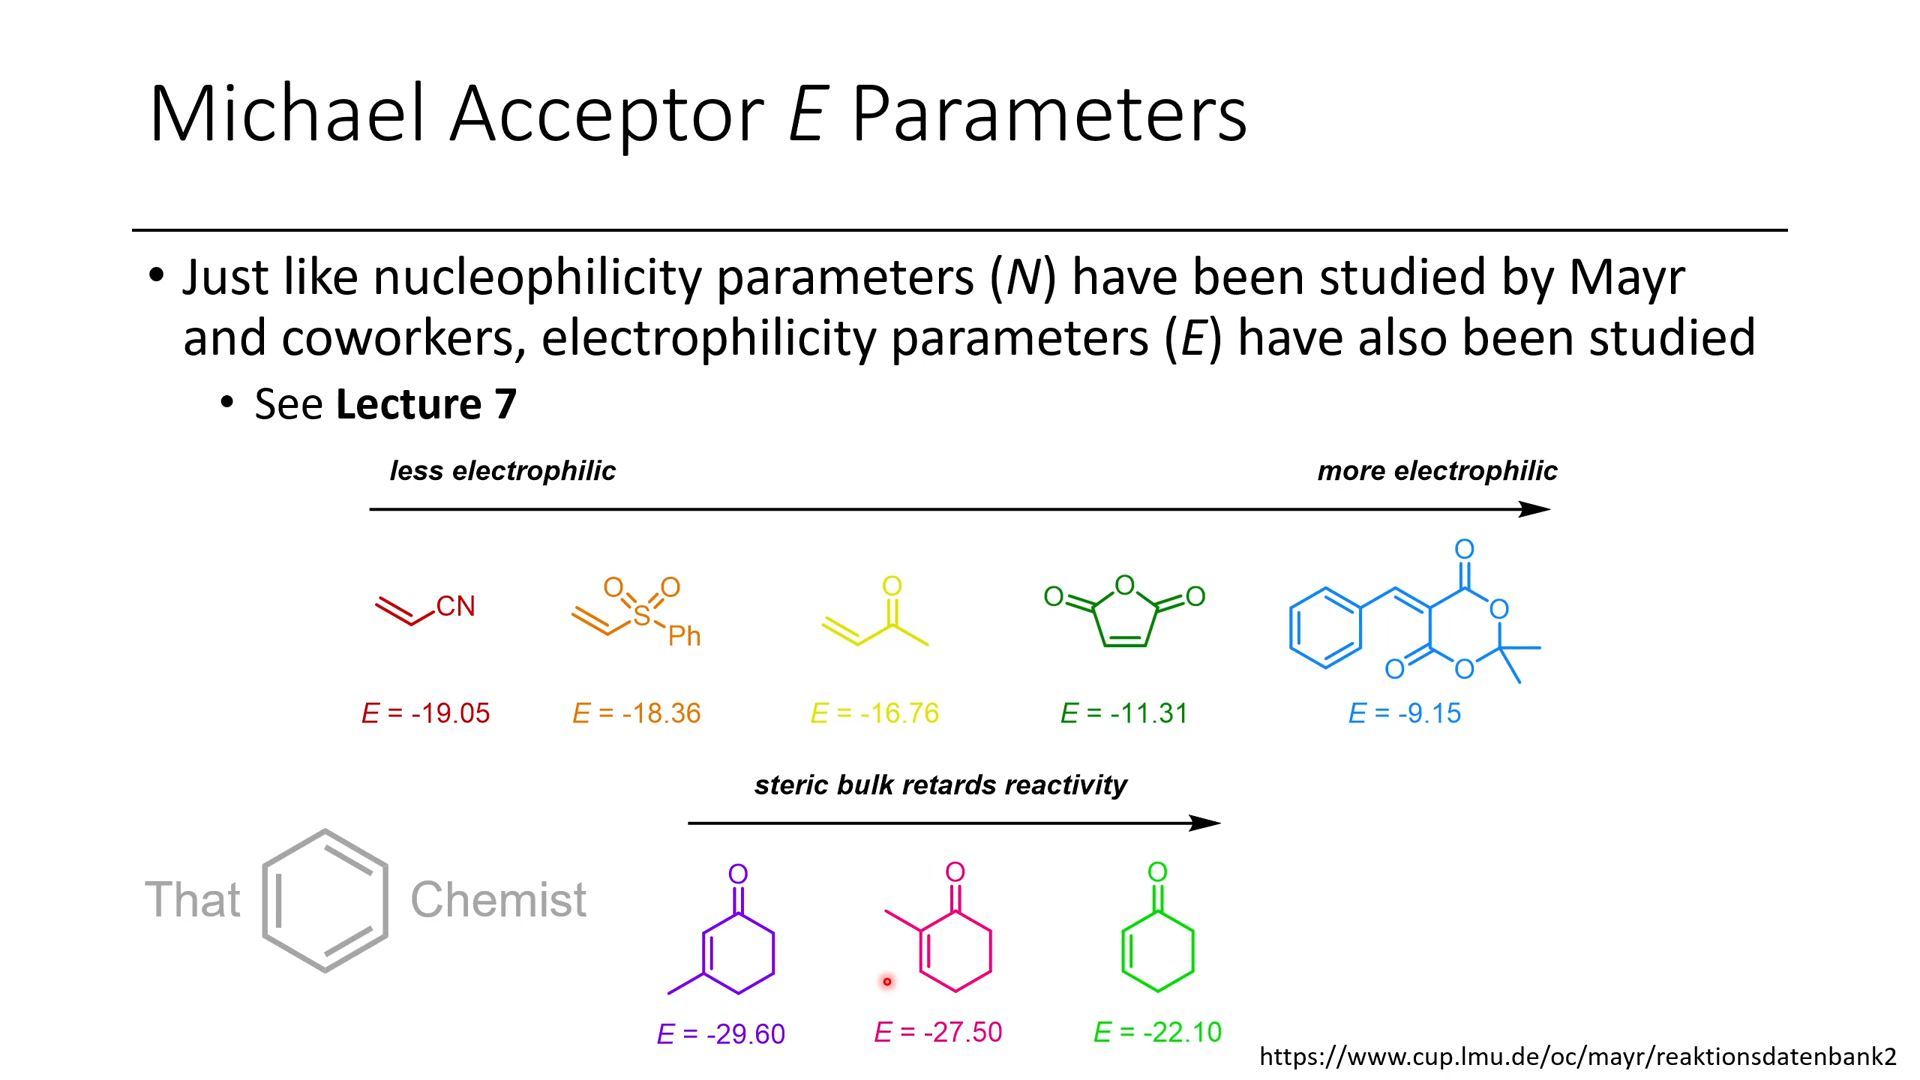 Michael Acceptor E Parameters
• Just like nucleophilicity parameters (N) have been studied by Mayr
and coworkers, electrophilicity parameters (E) have also been studied
• See Lecture 7
less electrophilic more electrophilic
CN
O O
S
Ph
O
O O O
O
O
O O
E = -19.05 E = -18.36 E = -16.76 E = -11.31 E = -9.15
steric bulk retards reactivity
O O O
That Chemist
E = -29.60 E = -27.50 E = -22.10
https://www.cup.lmu.de/oc/mayr/reaktionsdatenbank2